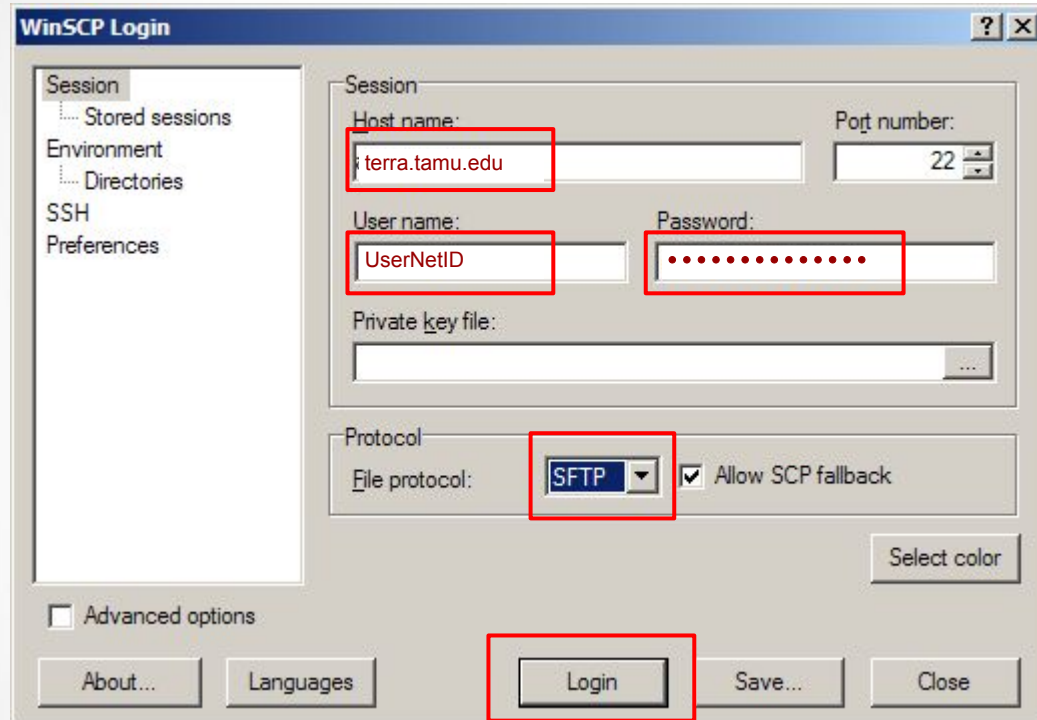 WinSCP Login
Session
Stored sessions
Environment
Directories
SSH
Preferences
Session
Host name:
Port number:
terra.tamu.edu
22
User name:
Password:
UserNetID
••••••••••••••
Private key file:
...
Protocol
File protocol:
SFTP
Allow SCP fallback
Select color
Advanced options
About...
Languages
Login
Save...
Close